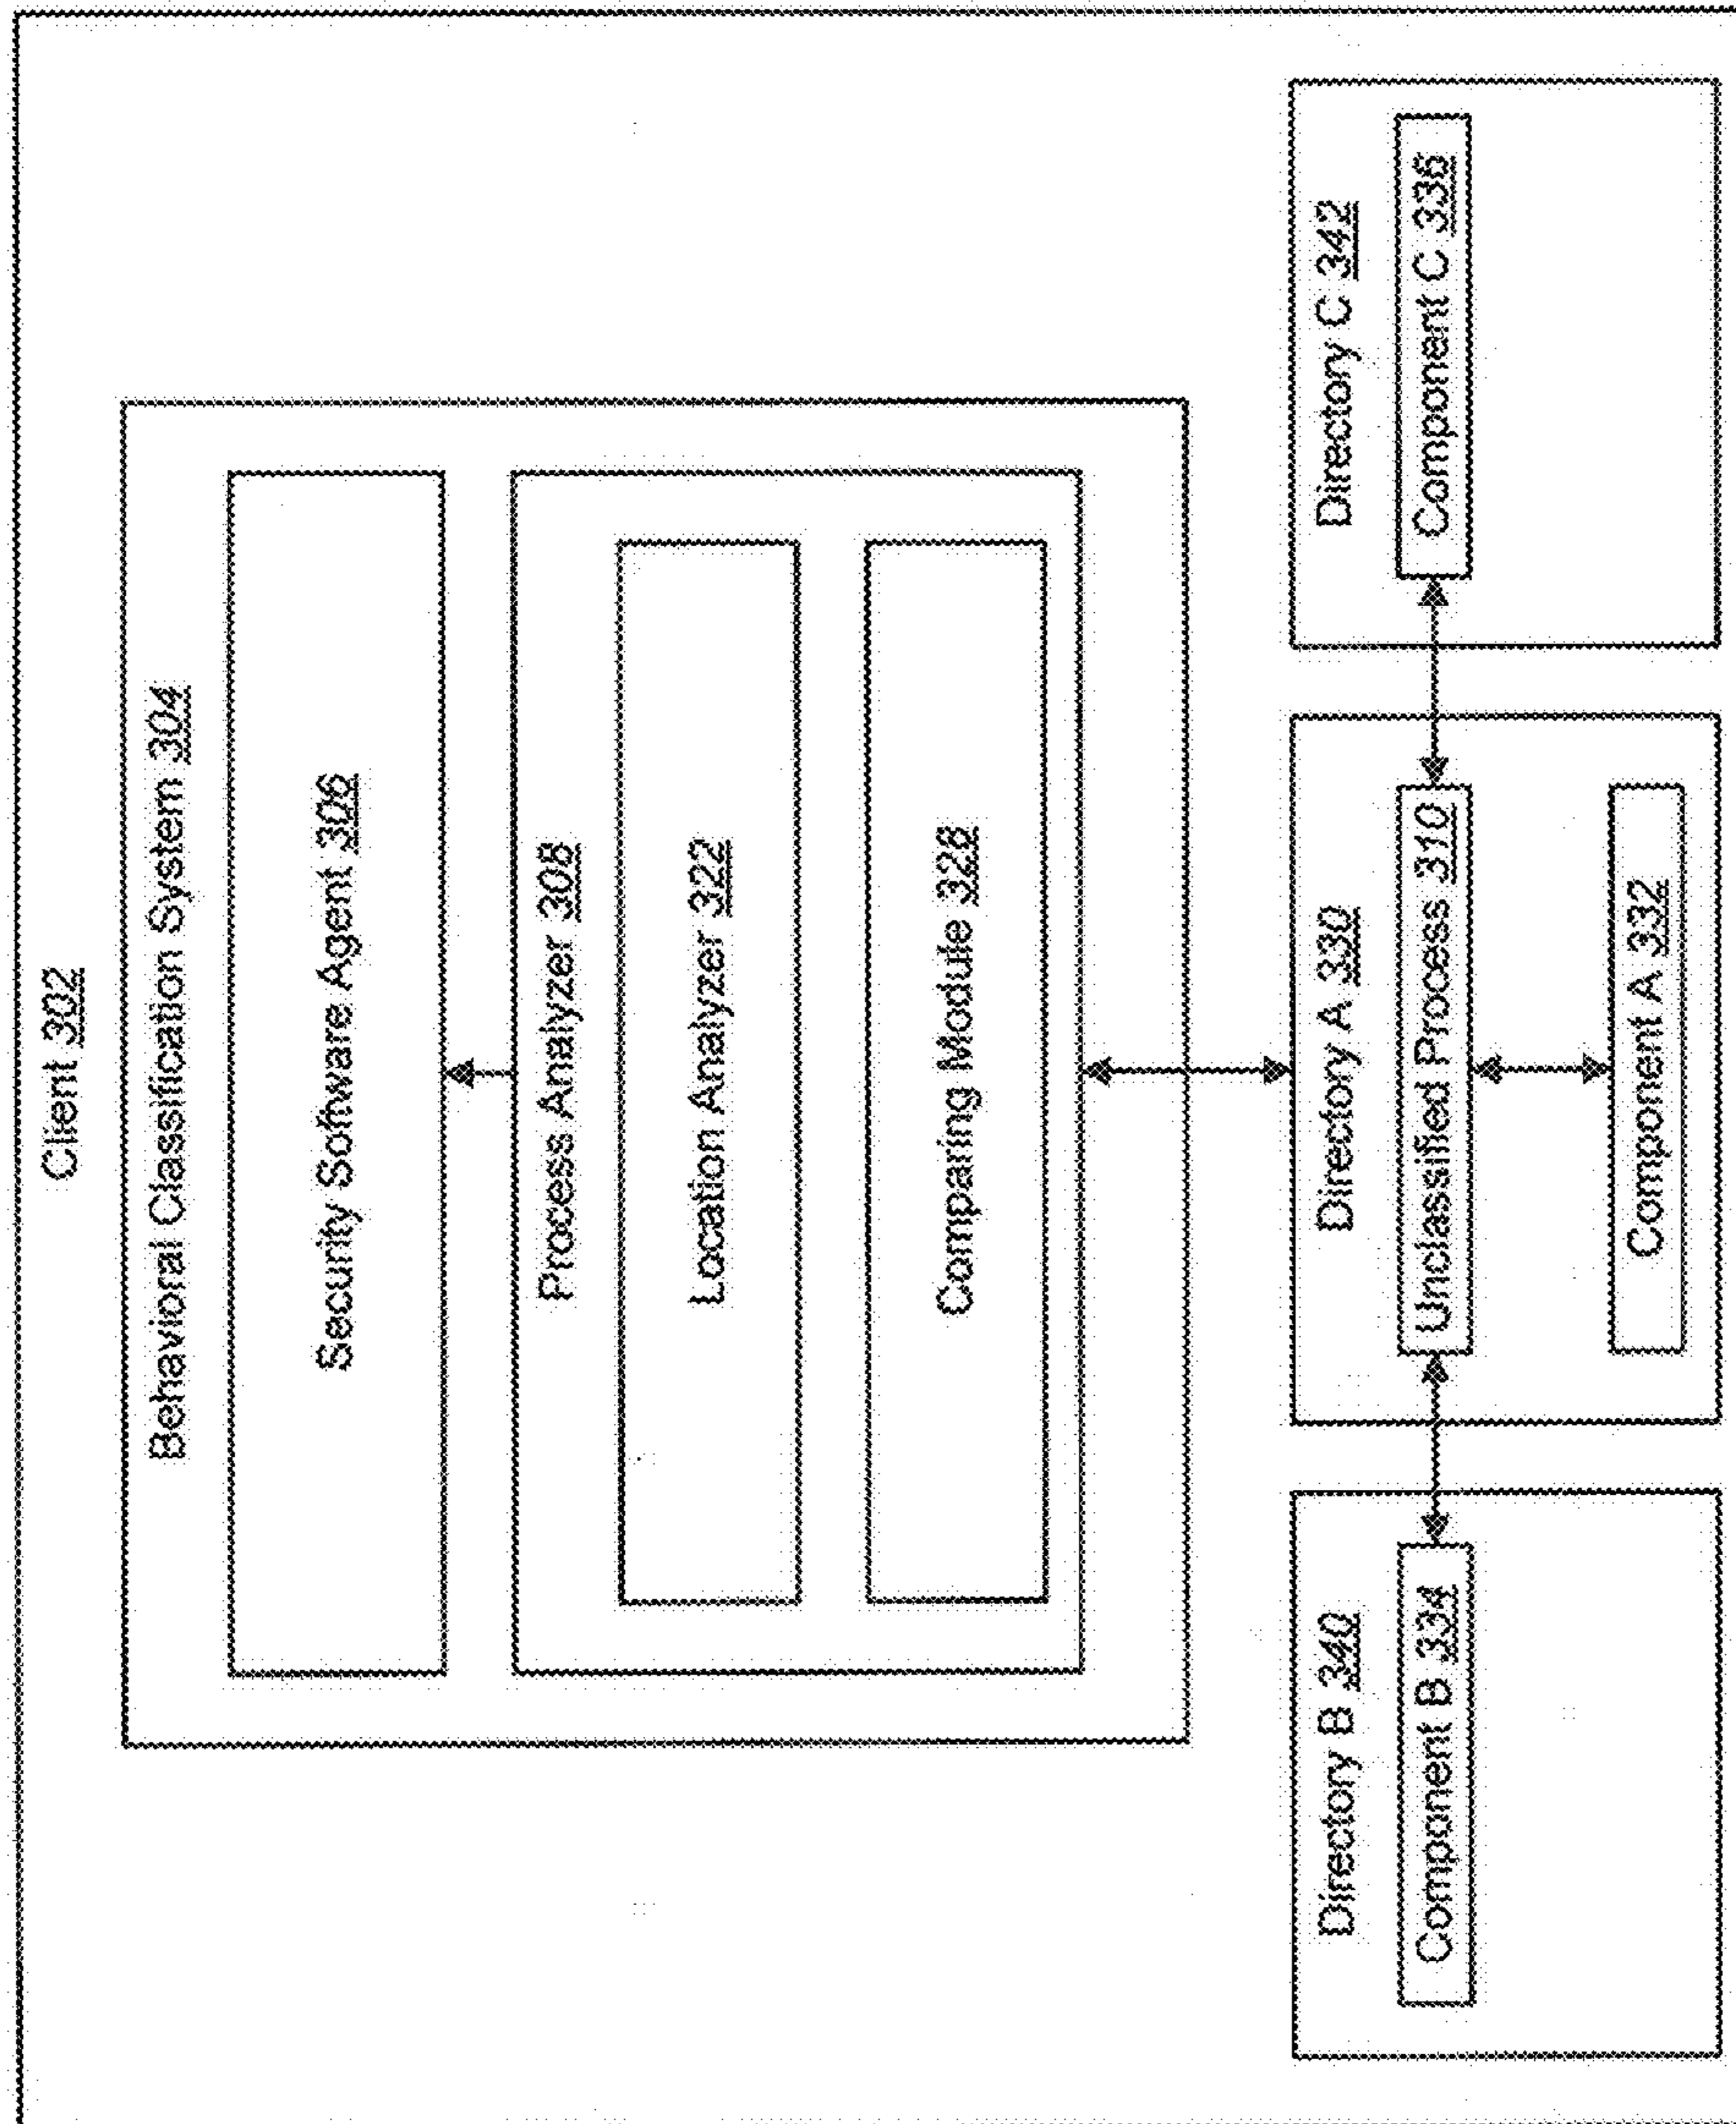 Client 302
Behavioral Classification System 304
Security Software Agent 306
Process Analyzer 308
Location Analyzer 322
Comparing Module 328
Directory B 340
Component B 334
Directory A 330
Unclassified Process 310
Component A 332
Directory C 342
Component C 336